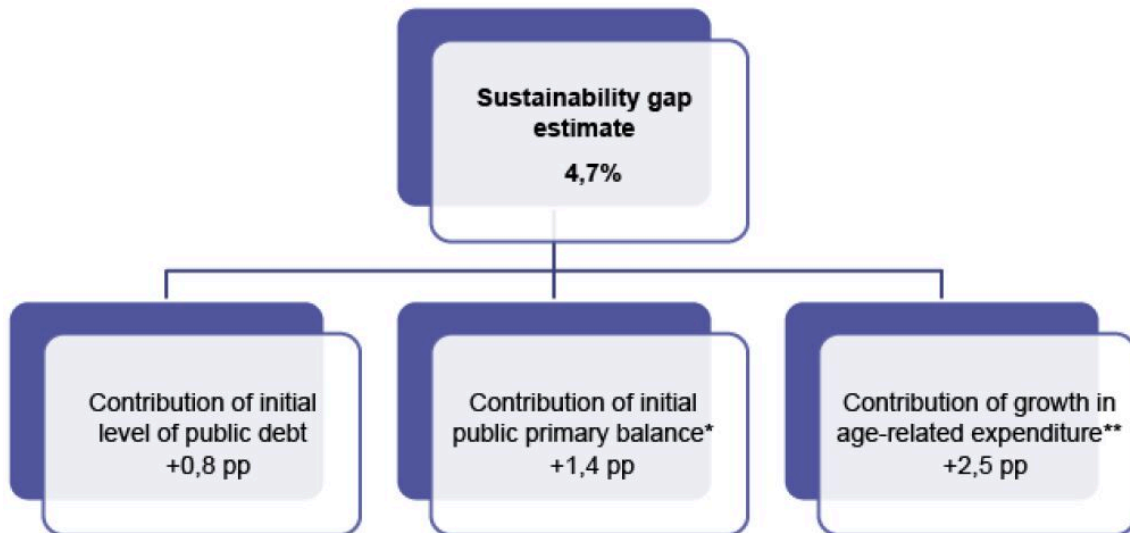 Sustainability gap
estimate
4,7%
Contribution of initial
level of public debt
+0,8 pp
Contribution of initial
public primary balance*
+1,4 pp
Contribution of growth in
age-related expenditure**
+2,5 pp